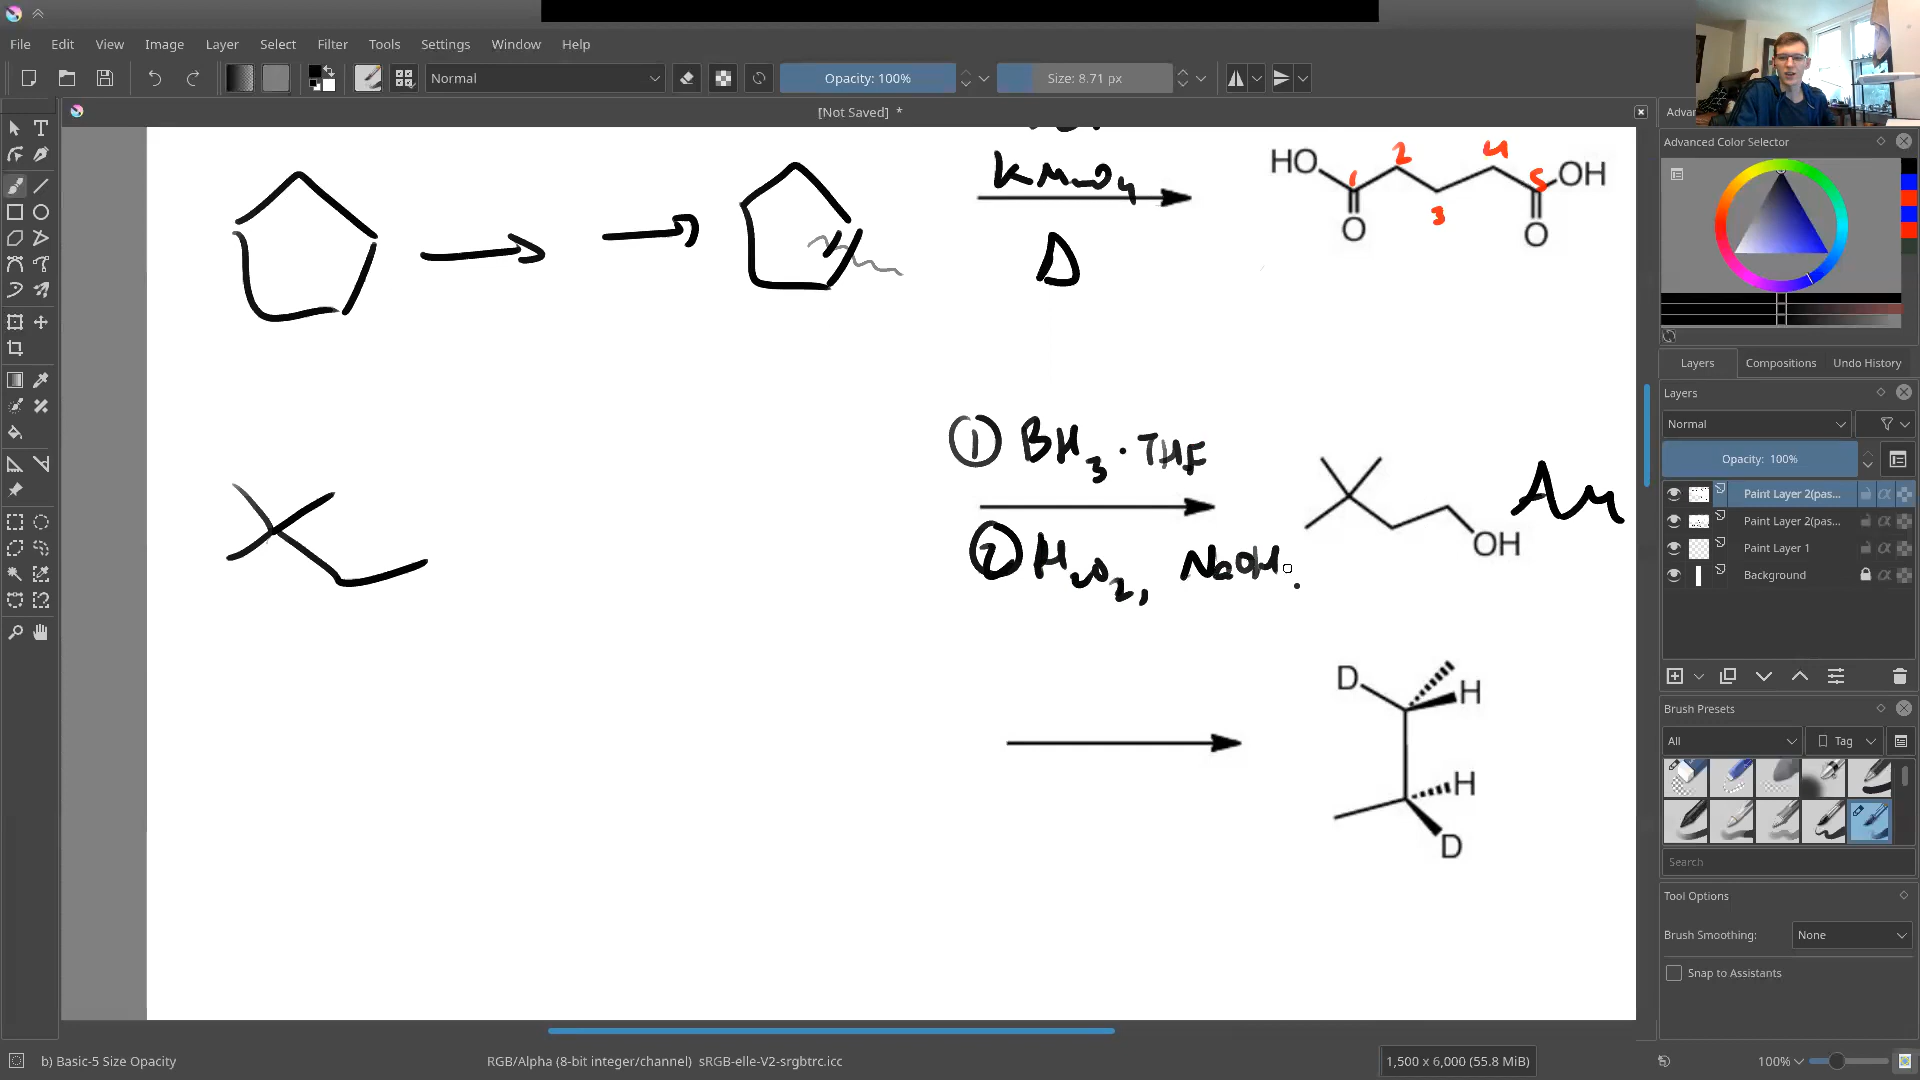 File Edit View Image Layer Select Filter Tools Settings Window Help
Normal Opacity: 100% Size: 8.71 px
[Not Saved] *
Advanced Color Selector
KMnO4
Δ
HO OH
O O
1 2 3 4 5
① BH3 · THF
② H2O2, NaOH
OH
D H
H
D
Layers Compositions Undo History
Layers
Normal
Opacity: 100%
Paint Layer 2(pas...
Paint Layer 2(pas...
Paint Layer 1
Background
Brush Presets
All Tag
Search
Tool Options
Brush Smoothing: None
Snap to Assistants
b) Basic-5 Size Opacity RGB/Alpha (8-bit integer/channel) sRGB-elle-V2-srgbtrc.icc 1,500 x 6,000 (55.8 MiB) 100%